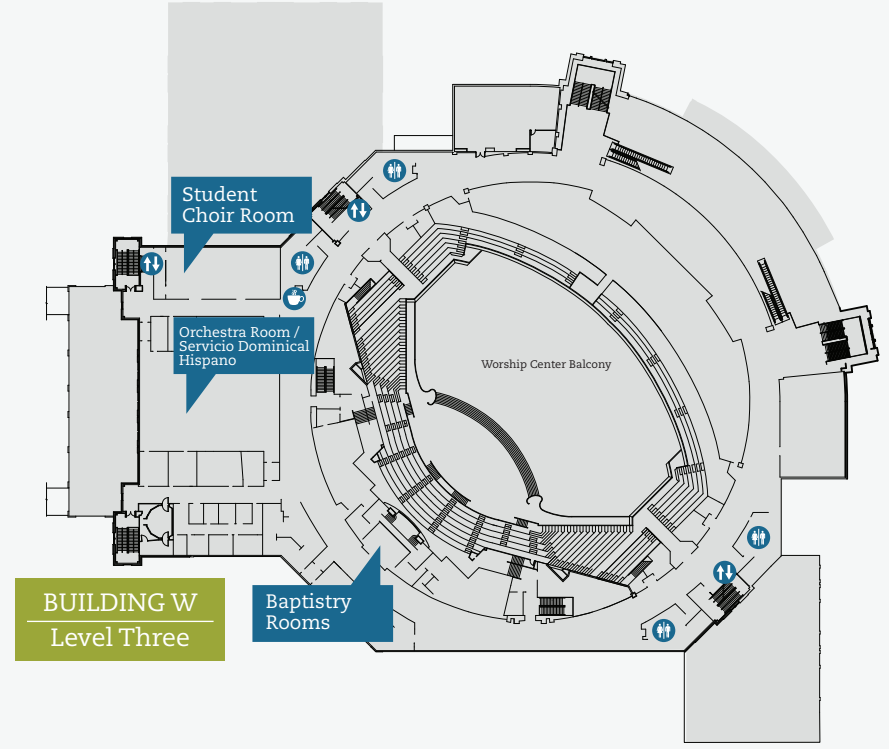 Student
Choir Room
Orchestra Room /
Servicio Dominical
Hispano
Worship Center Balcony
BUILDING W
Level Three
Baptistry
Rooms